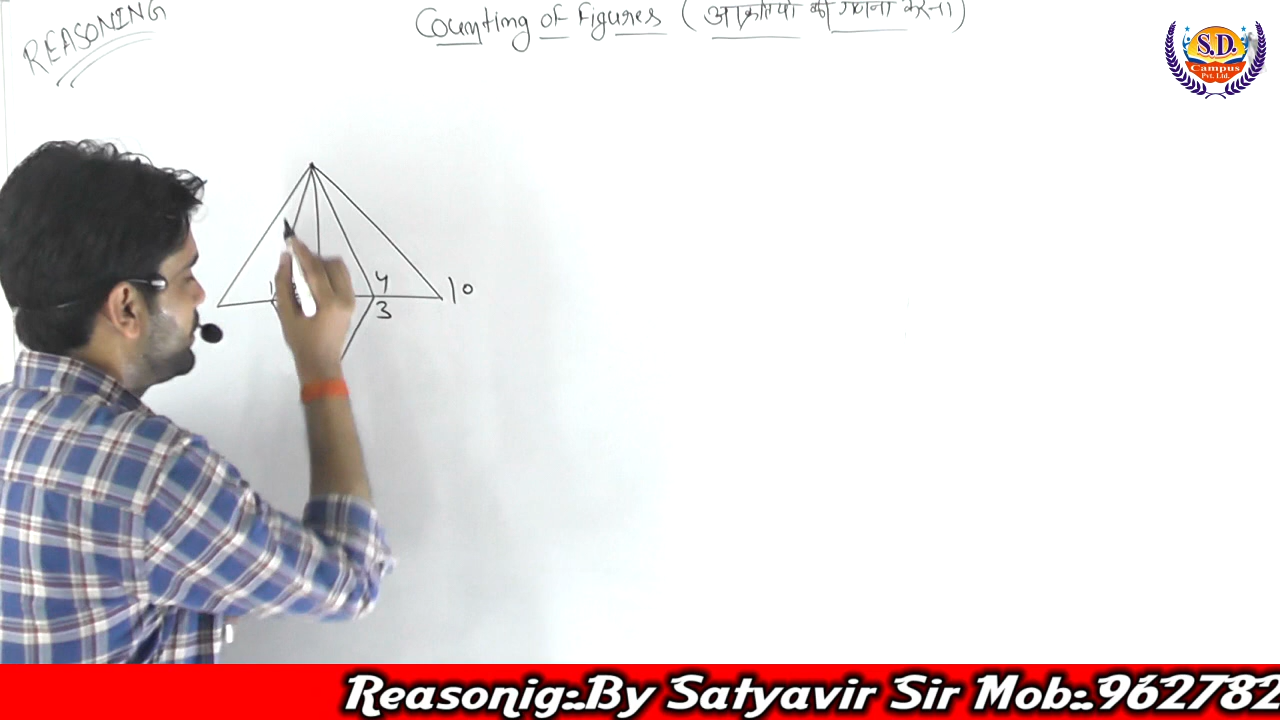 REASONING
Counting of figures (आकृतियों की गणना करना)
S.D.
Campus
Pvt. Ltd.
1
4
3
10
Reasonig:.By Satyavir Sir Mob:.962782